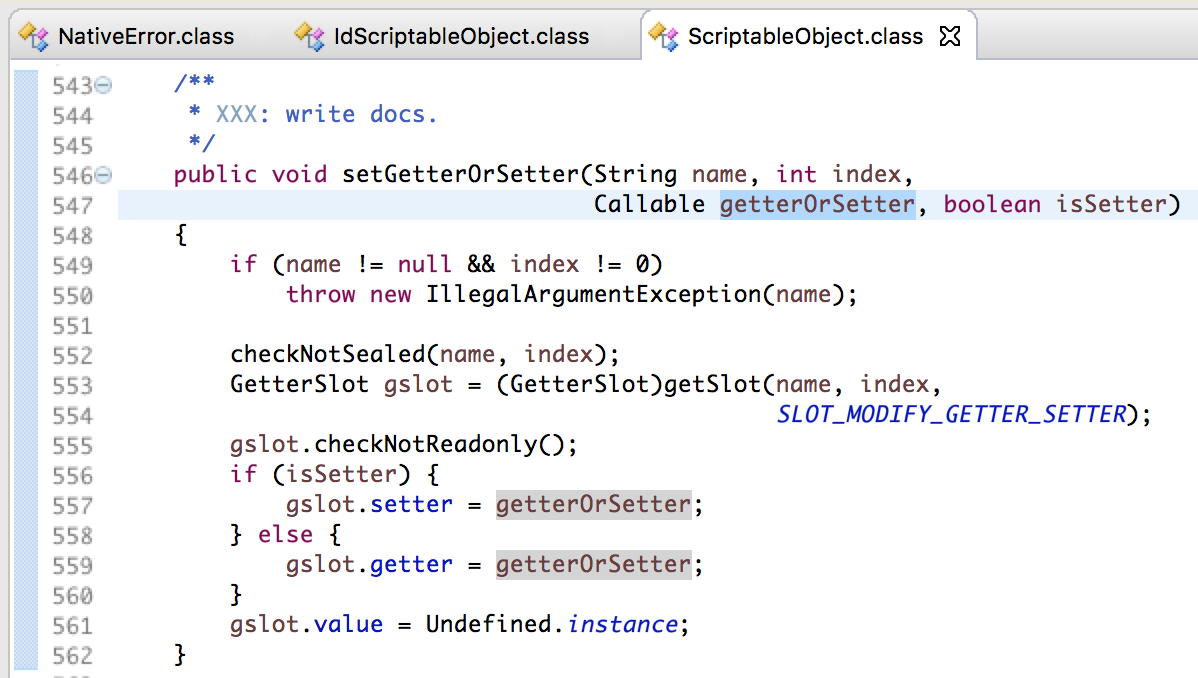 NativeError.class IdScriptableObject.class ScriptableObject.class
543 /**
544 * XXX: write docs.
545 */
546 public void setGetterOrSetter(String name, int index,
547 Callable getterOrSetter, boolean isSetter)
548 {
549 if (name != null && index != 0)
550 throw new IllegalArgumentException(name);
551
552 checkNotSealed(name, index);
553 GetterSlot gslot = (GetterSlot)getSlot(name, index,
554 SLOT_MODIFY_GETTER_SETTER);
555 gslot.checkNotReadonly();
556 if (isSetter) {
557 gslot.setter = getterOrSetter;
558 } else {
559 gslot.getter = getterOrSetter;
560 }
561 gslot.value = Undefined.instance;
562 }